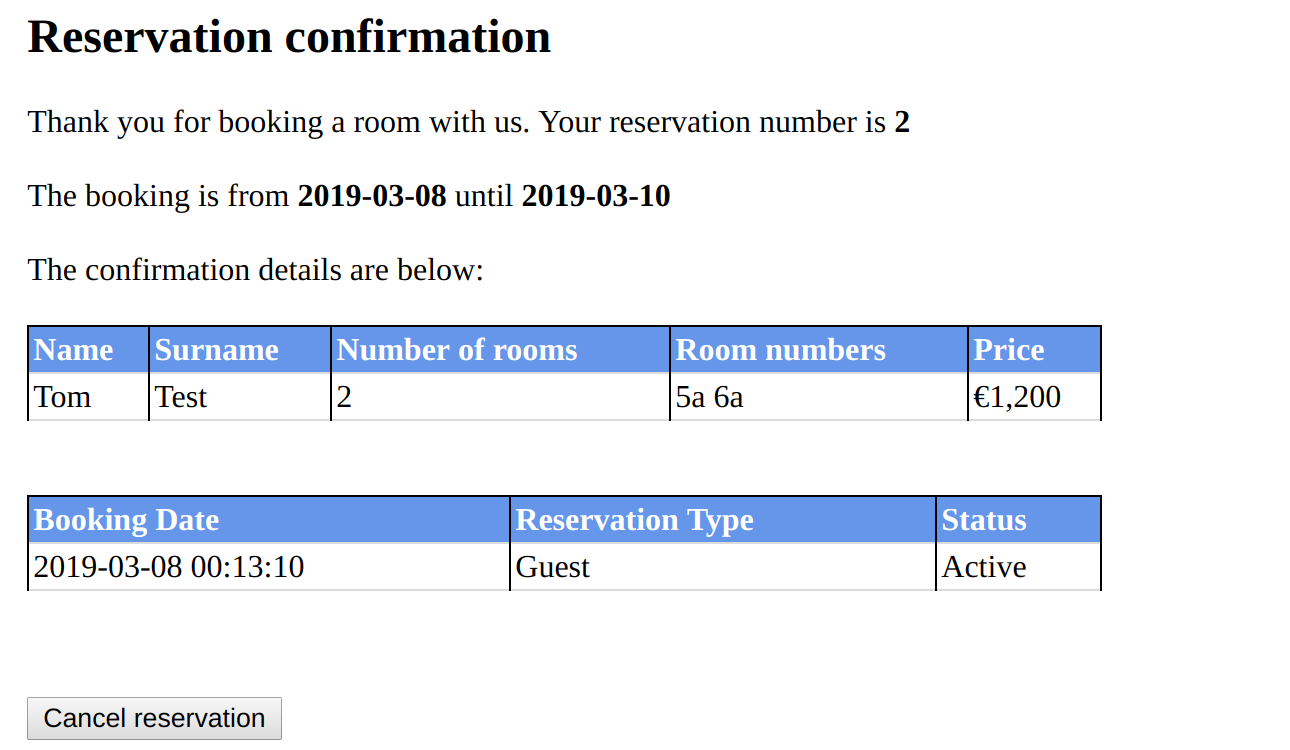 Reservation confirmation
Thank you for booking a room with us. Your reservation number is 2
The booking is from 2019-03-08 until 2019-03-10
The confirmation details are below:
Name Surname Number of rooms Room numbers Price
Tom Test 2 5a 6a €1,200
Booking Date Reservation Type Status
2019-03-08 00:13:10 Guest Active
Cancel reservation